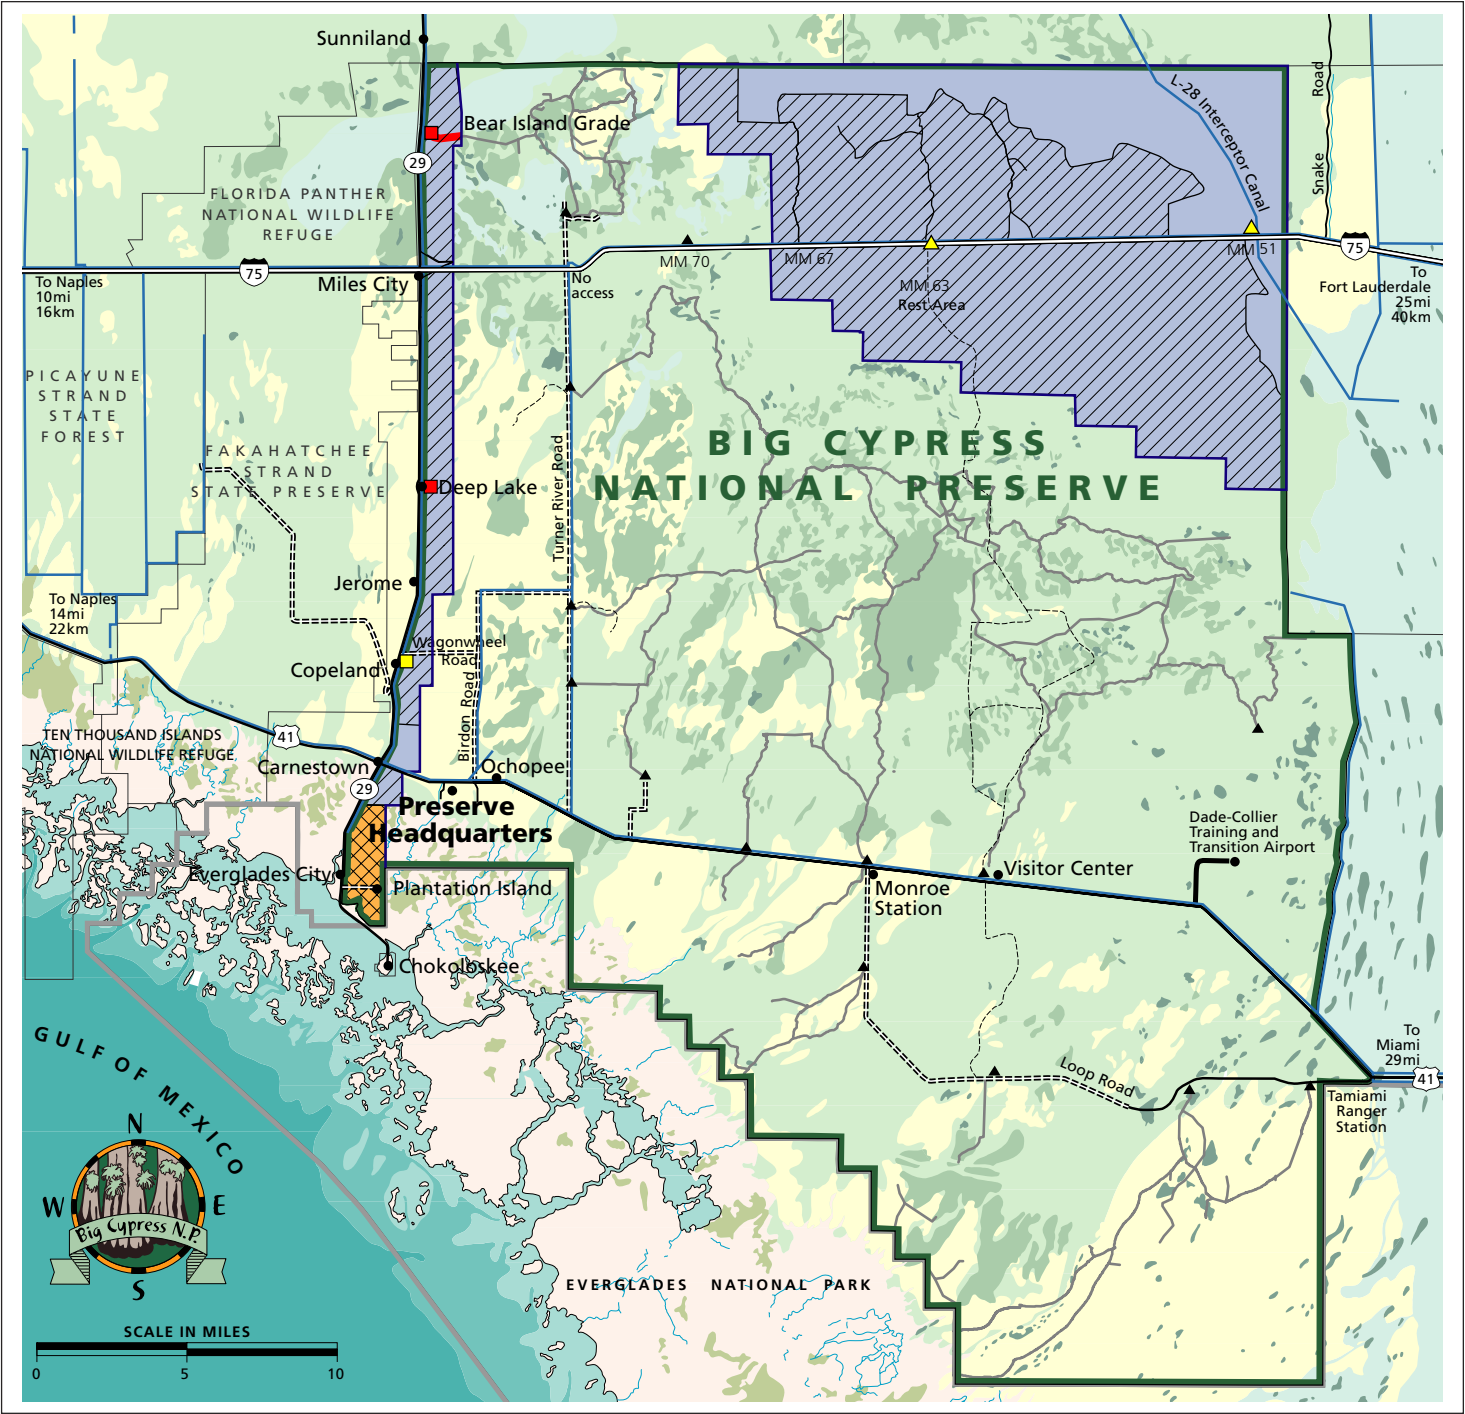 Sunniland
Bear Island Grade
29
L-28 Interceptor Canal
Snake Road
FLORIDA PANTHER
NATIONAL WILDLIFE
REFUGE
75
MM 70
MM 67
MM 63
Rest Area
MM 51
75
To Naples
10mi
16km
Miles City
No
access
To
Fort Lauderdale
25mi
40km
PICAYUNE
STRAND
STATE
FOREST
FAKAHATCHEE
STRAND
STATE PRESERVE
BIG CYPRESS
NATIONAL PRESERVE
Deep Lake
Turner River Road
Jerome
To Naples
14mi
22km
Wagonwheel
Road
Copeland
Birdon Road
TEN THOUSAND ISLANDS
NATIONAL WILDLIFE REFUGE
41
Carnestown
29
Ochopee
Preserve
Headquarters
Dade-Collier
Training and
Transition Airport
Everglades City
Plantation Island
Monroe
Station
Visitor Center
Chokoloskee
GULF OF MEXICO
Loop Road
To
Miami
29mi
41
Tamiami
Ranger
Station
N
W
E
S
Big Cypress N.P.
EVERGLADES NATIONAL PARK
SCALE IN MILES
0 5 10